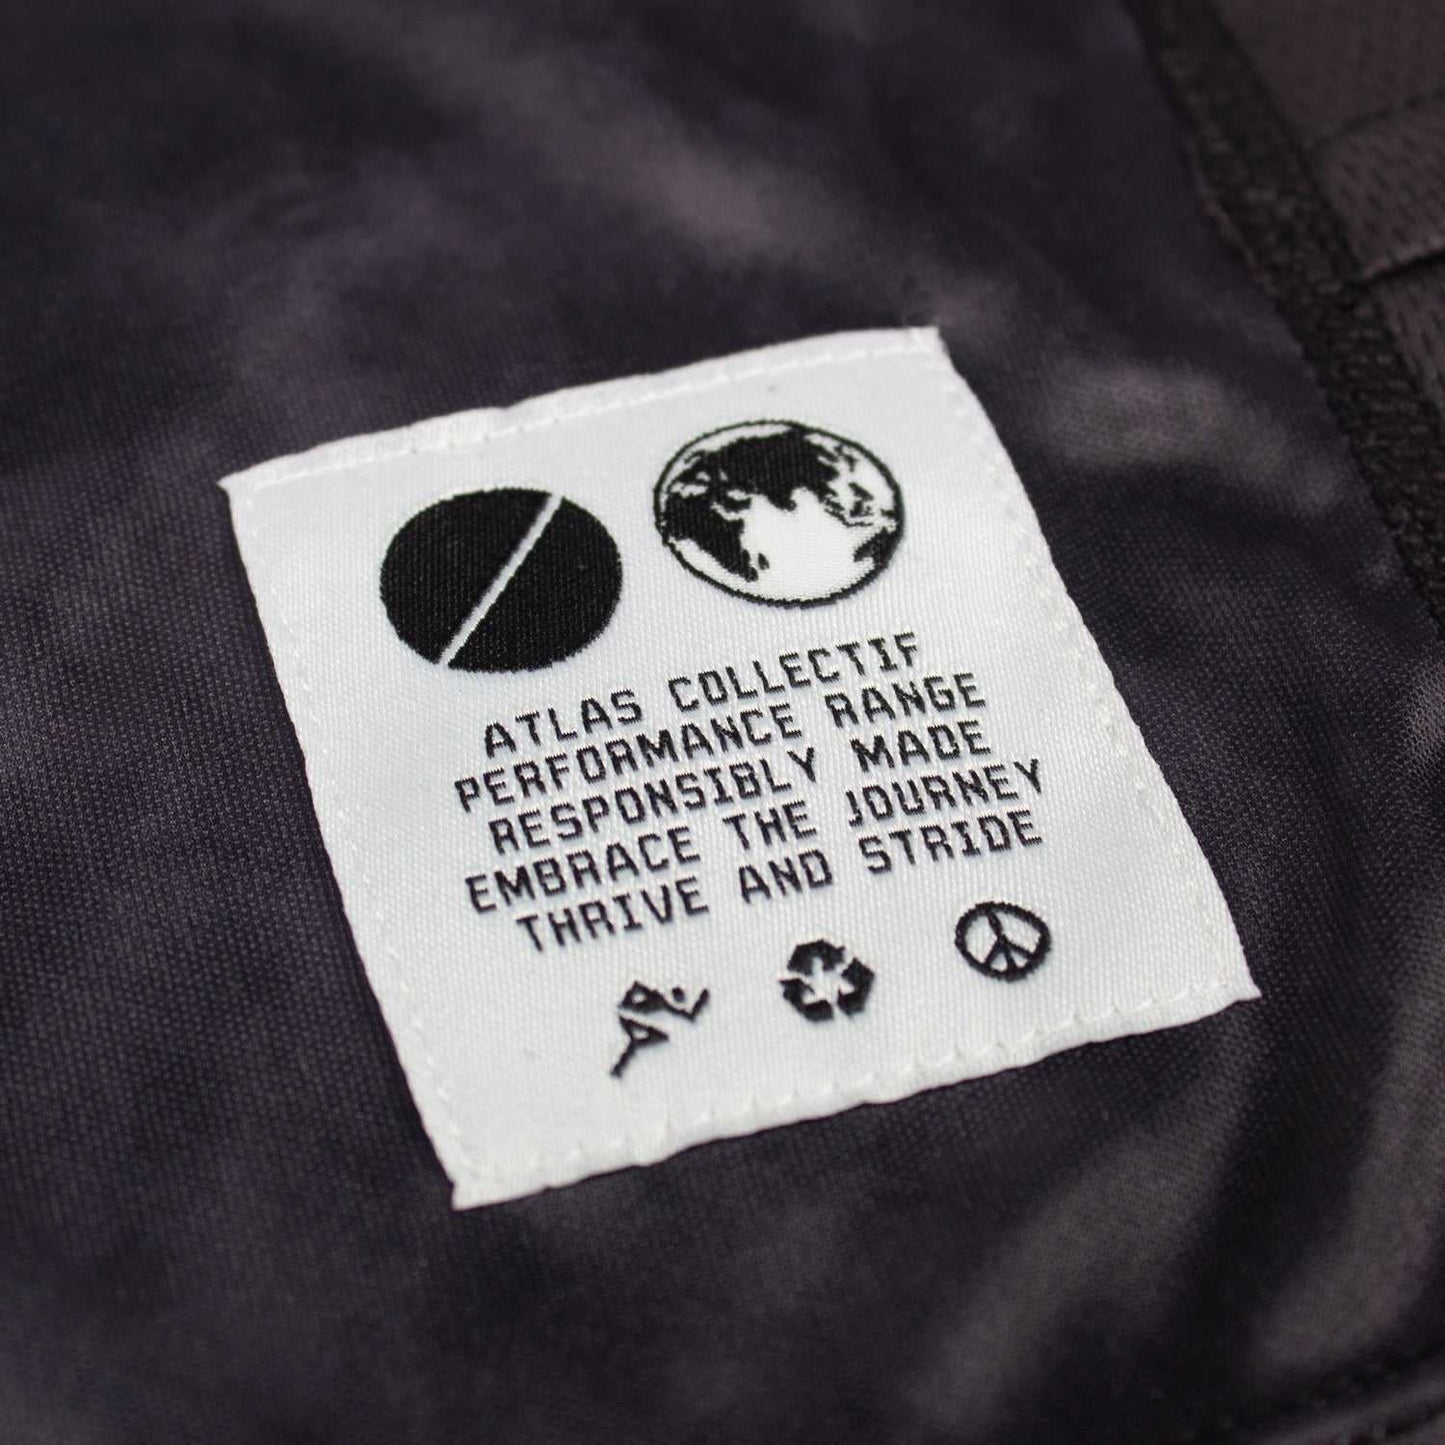 ATLAS COLLECTIF
PERFORMANCE RANGE
RESPONSIBLY MADE
EMBRACE THE JOURNEY
THRIVE AND STRIDE